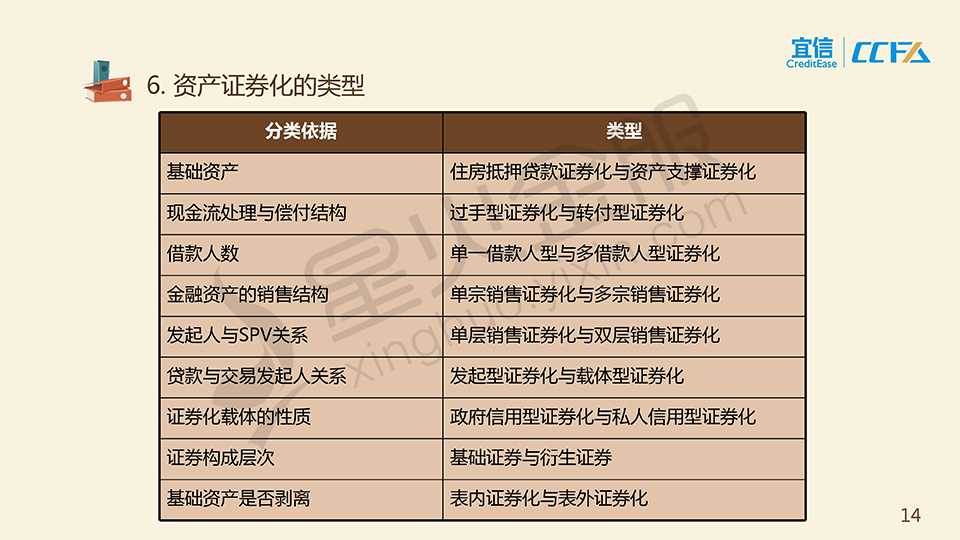 宜信
CreditEase
CCFA
6. 资产证券化的类型
分类依据 类型
基础资产 住房抵押贷款证券化与资产支撑证券化
现金流处理与偿付结构 过手型证券化与转付型证券化
借款人数 单一借款人型与多借款人型证券化
金融资产的销售结构 单宗销售证券化与多宗销售证券化
发起人与SPV关系 单层销售证券化与双层销售证券化
贷款与交易发起人关系 发起型证券化与载体型证券化
证券化载体的性质 政府信用型证券化与私人信用型证券化
证券构成层次 基础证券与衍生证券
基础资产是否剥离 表内证券化与表外证券化
星火金服
xinghuo.yixin.com
14